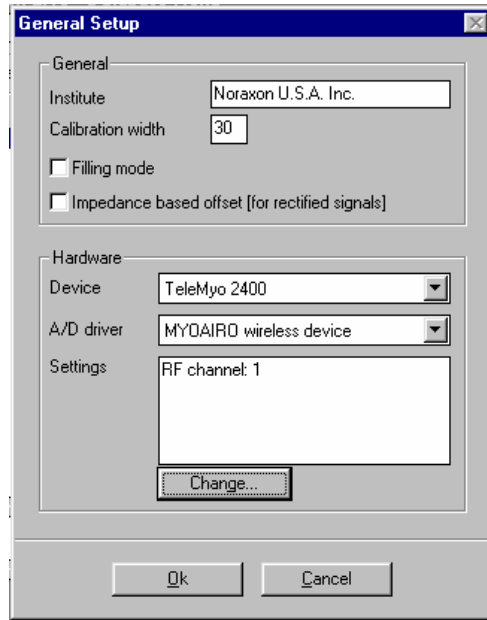 General Setup
General
Institute Noraxon U.S.A. Inc.
Calibration width 30
Filling mode
Impedance based offset [for rectified signals]
Hardware
Device TeleMyo 2400
A/D driver MYOAIRO wireless device
Settings RF channel: 1
Change...
Ok Cancel